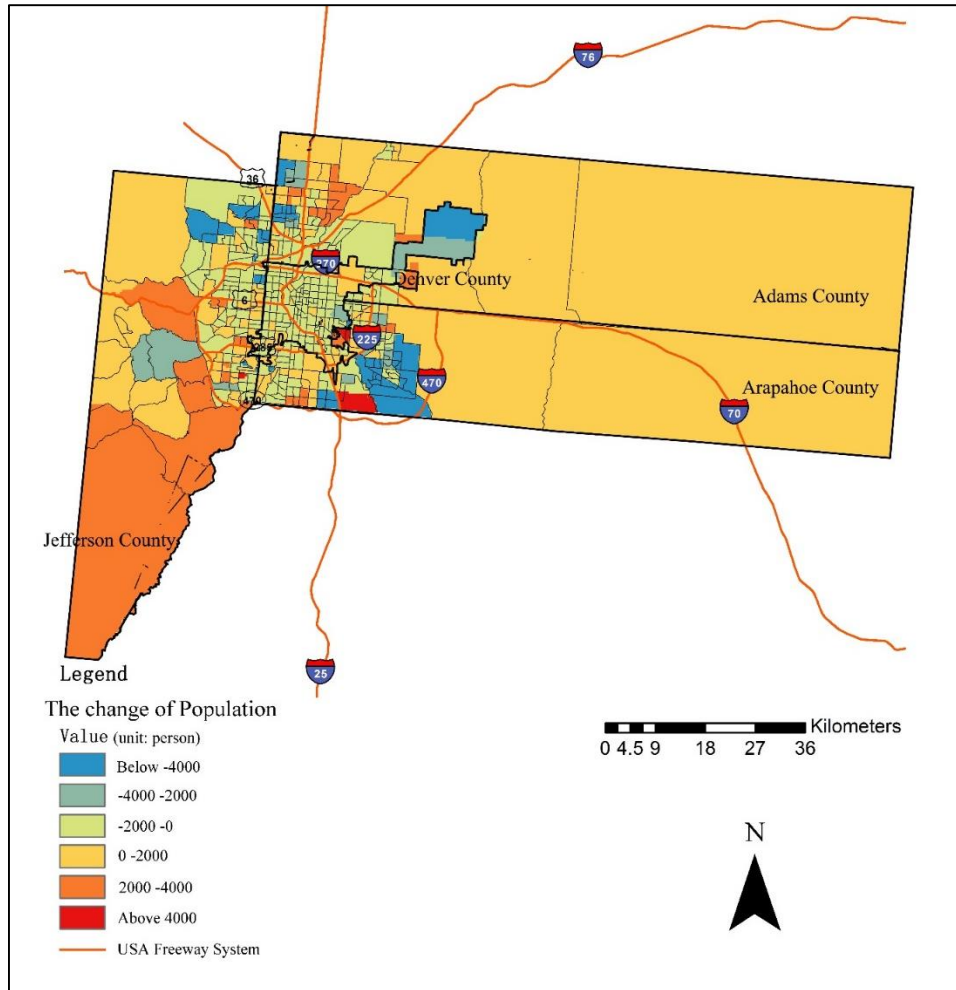 76
36
270
Denver County
6
Adams County
225
285
470
Arapahoe County
470
70
Jefferson County
25
Legend
The change of Population
Value (unit: person)
Below -4000
-4000 -2000
-2000 -0
0 -2000
2000 -4000
Above 4000
USA Freeway System
Kilometers
0 4.5 9 18 27 36
N